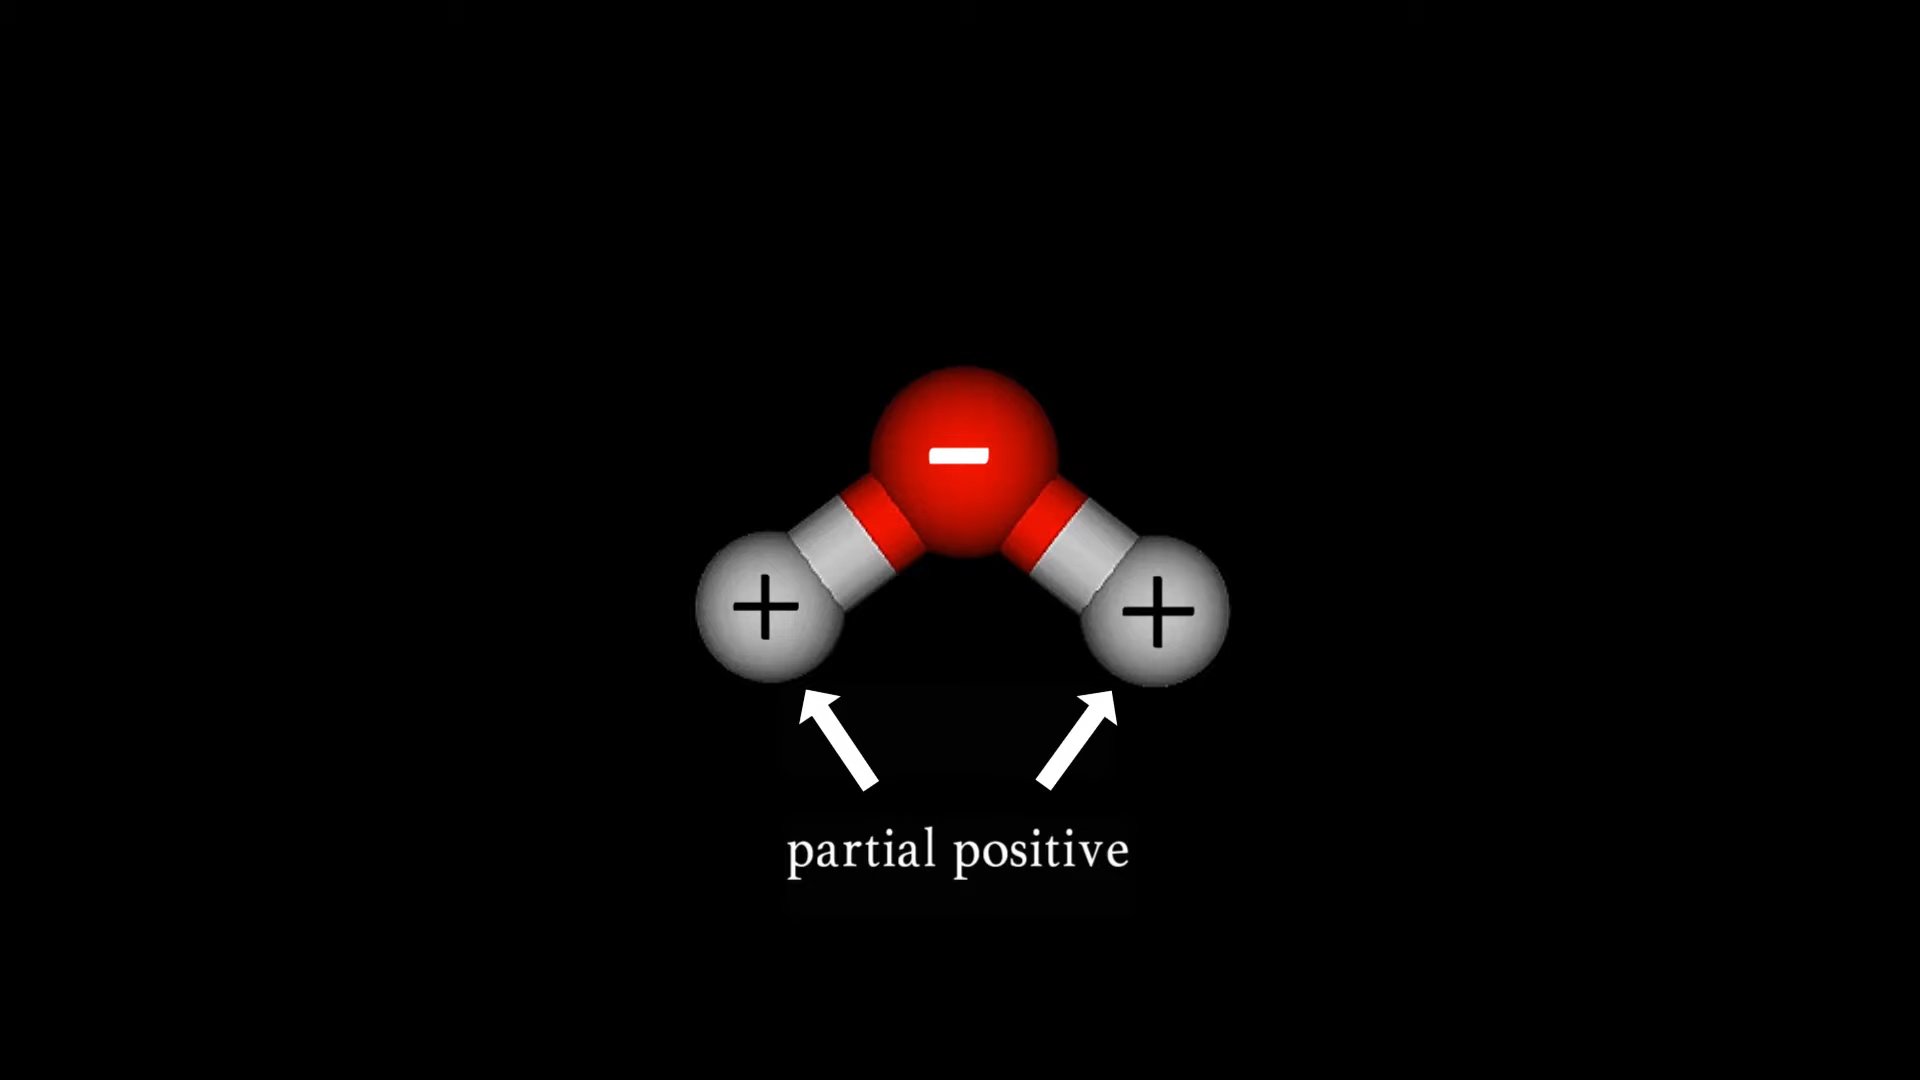 −
+ +
partial positive